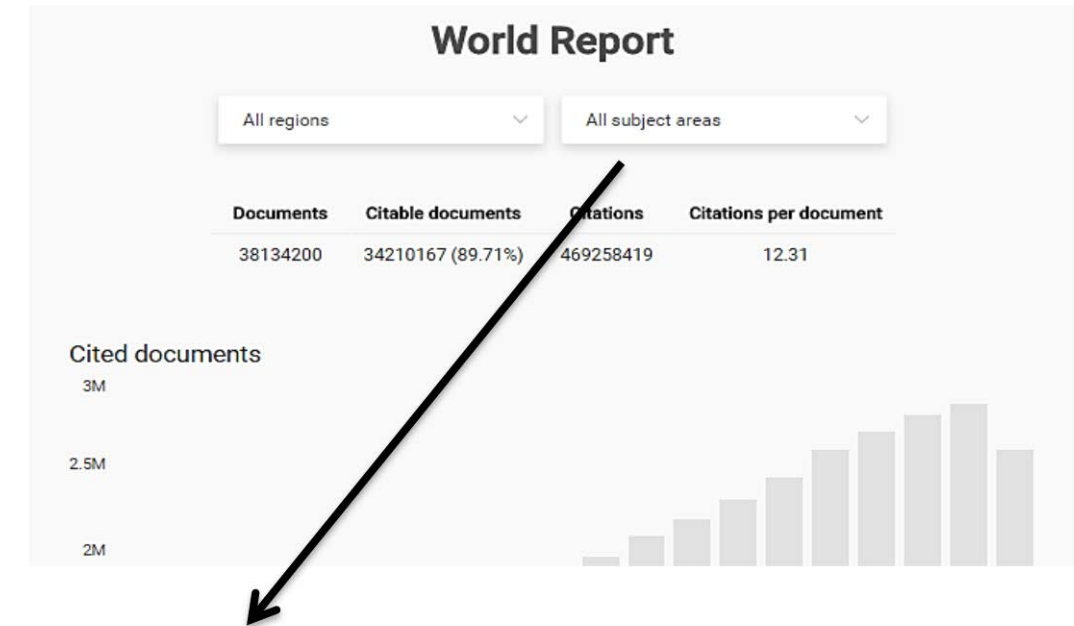 World Report
All regions All subject areas
Documents Citable documents Citations Citations per document
38134200 34210167 (89.71%) 469258419 12.31
Cited documents
3M
2.5M
2M